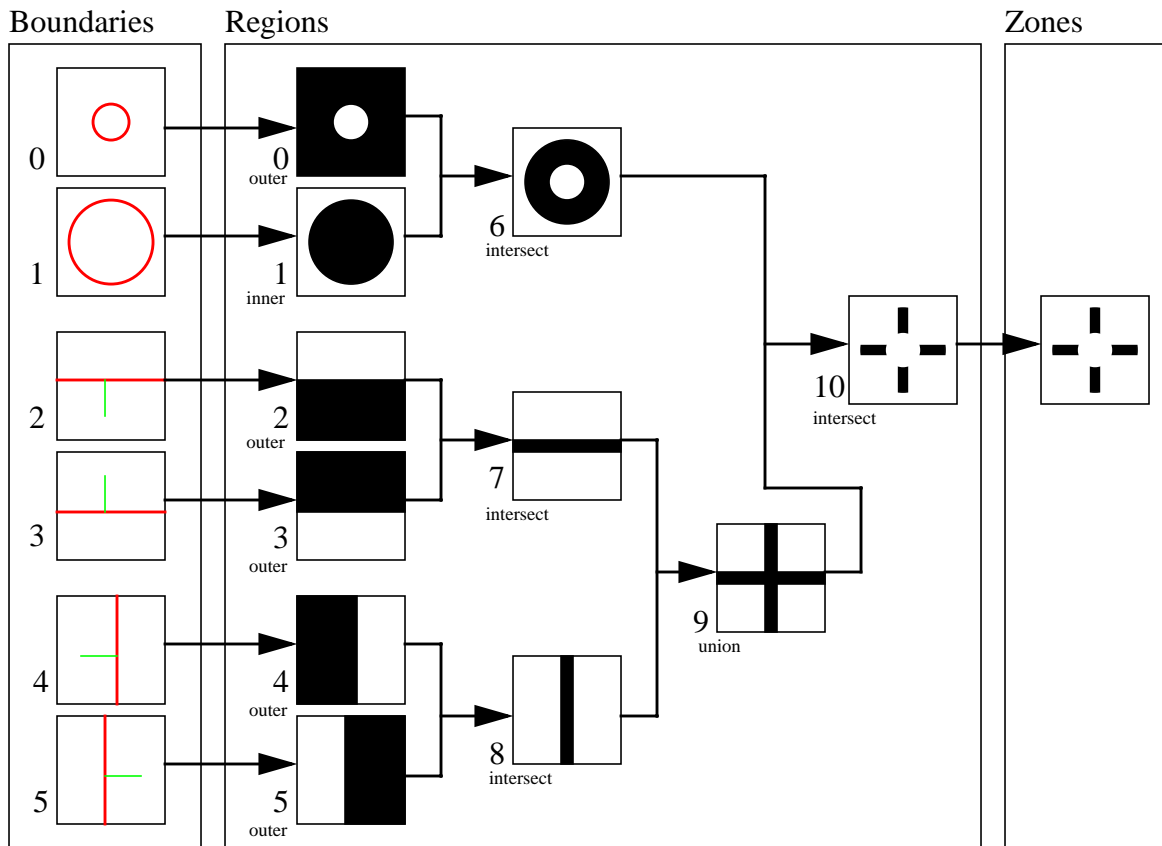 Boundaries
Regions
Zones
0
0
outer
1
1
inner
6
intersect
2
2
outer
3
3
outer
7
intersect
10
intersect
4
4
outer
5
5
outer
8
intersect
9
union